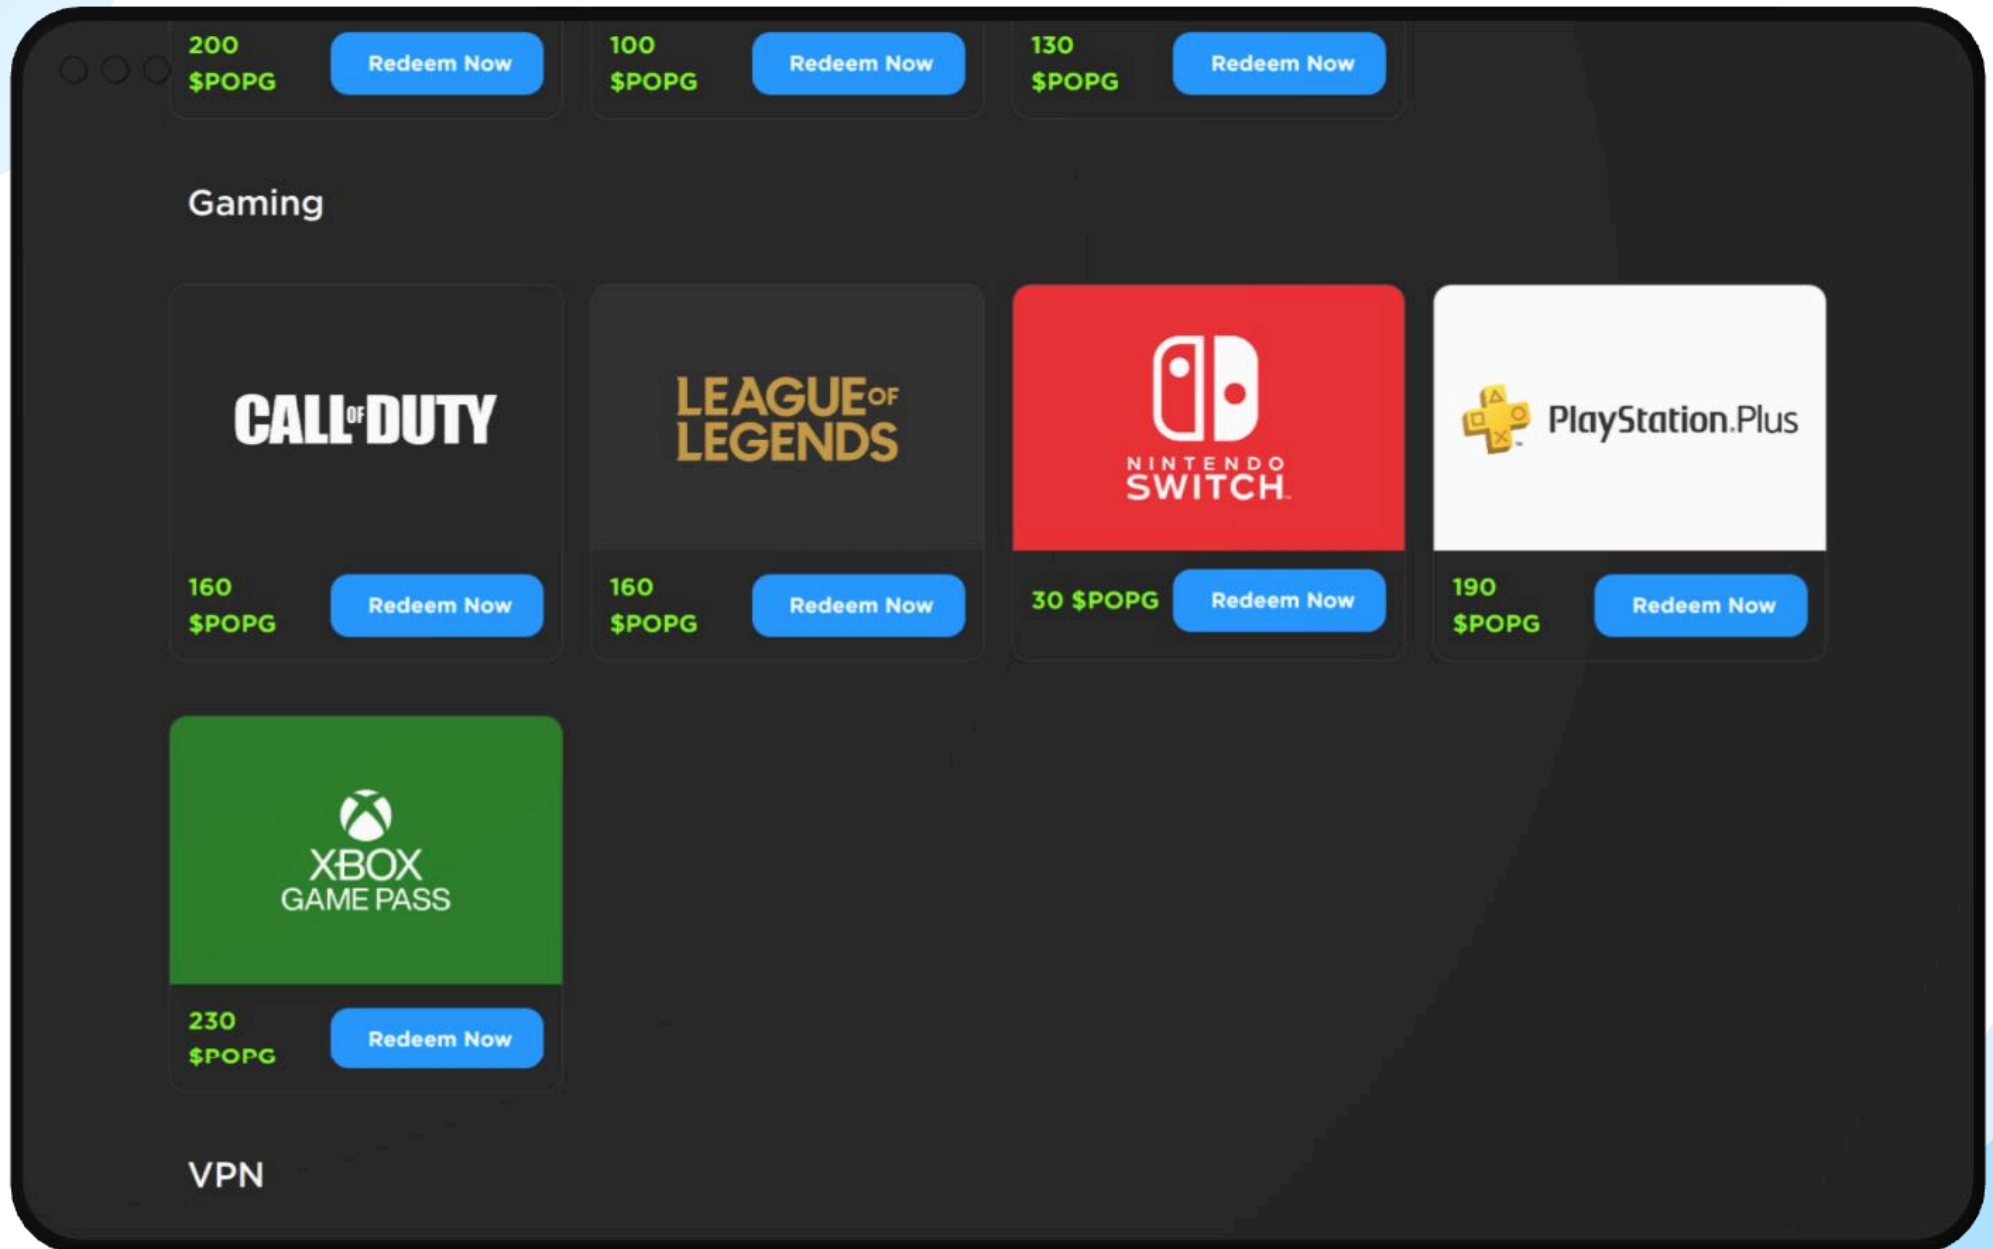 200
$POPG
Redeem Now
100
$POPG
Redeem Now
130
$POPG
Redeem Now
Gaming
CALL OF DUTY
160
$POPG
Redeem Now
LEAGUE OF
LEGENDS
160
$POPG
Redeem Now
NINTENDO
SWITCH™
30 $POPG
Redeem Now
PlayStation.Plus
190
$POPG
Redeem Now
XBOX
GAME PASS
230
$POPG
Redeem Now
VPN